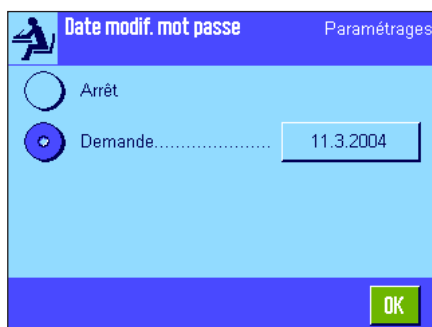 Date modif. mot passe
Paramétrages
Arrêt
Demande...................... 11.3.2004
OK